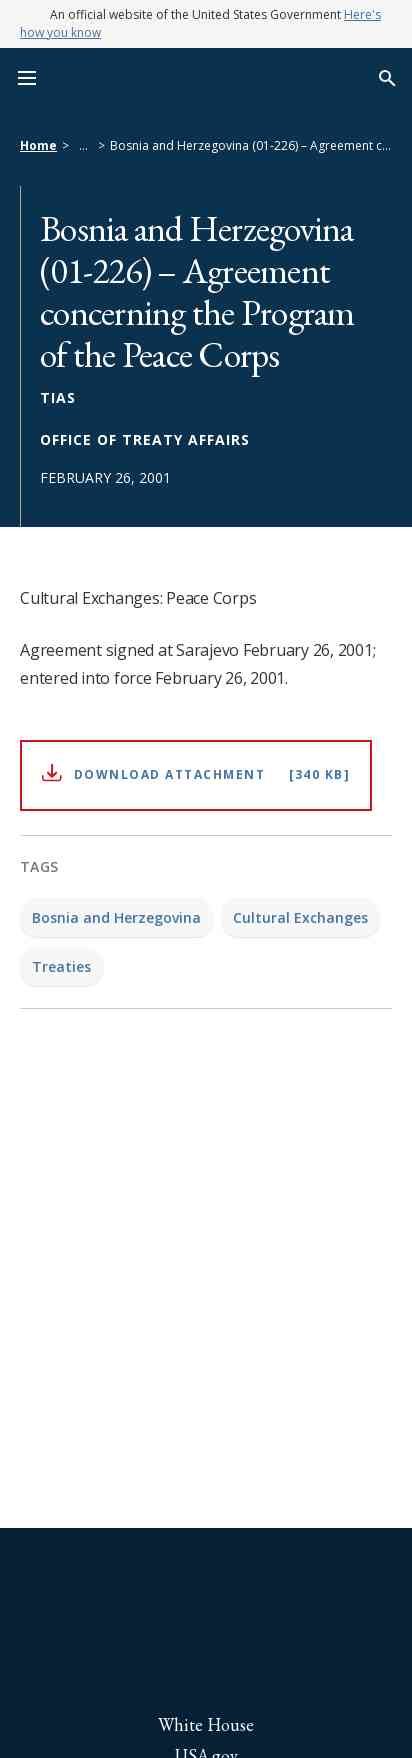 An official website of the United States Government Here's
how you know
Home > ... > Bosnia and Herzegovina (01-226) – Agreement c...
Bosnia and Herzegovina
(01-226) – Agreement
concerning the Program
of the Peace Corps
TIAS
OFFICE OF TREATY AFFAIRS
FEBRUARY 26, 2001
Cultural Exchanges: Peace Corps
Agreement signed at Sarajevo February 26, 2001;
entered into force February 26, 2001.
DOWNLOAD ATTACHMENT [340 KB]
TAGS
Bosnia and Herzegovina Cultural Exchanges
Treaties
White House
USA.gov